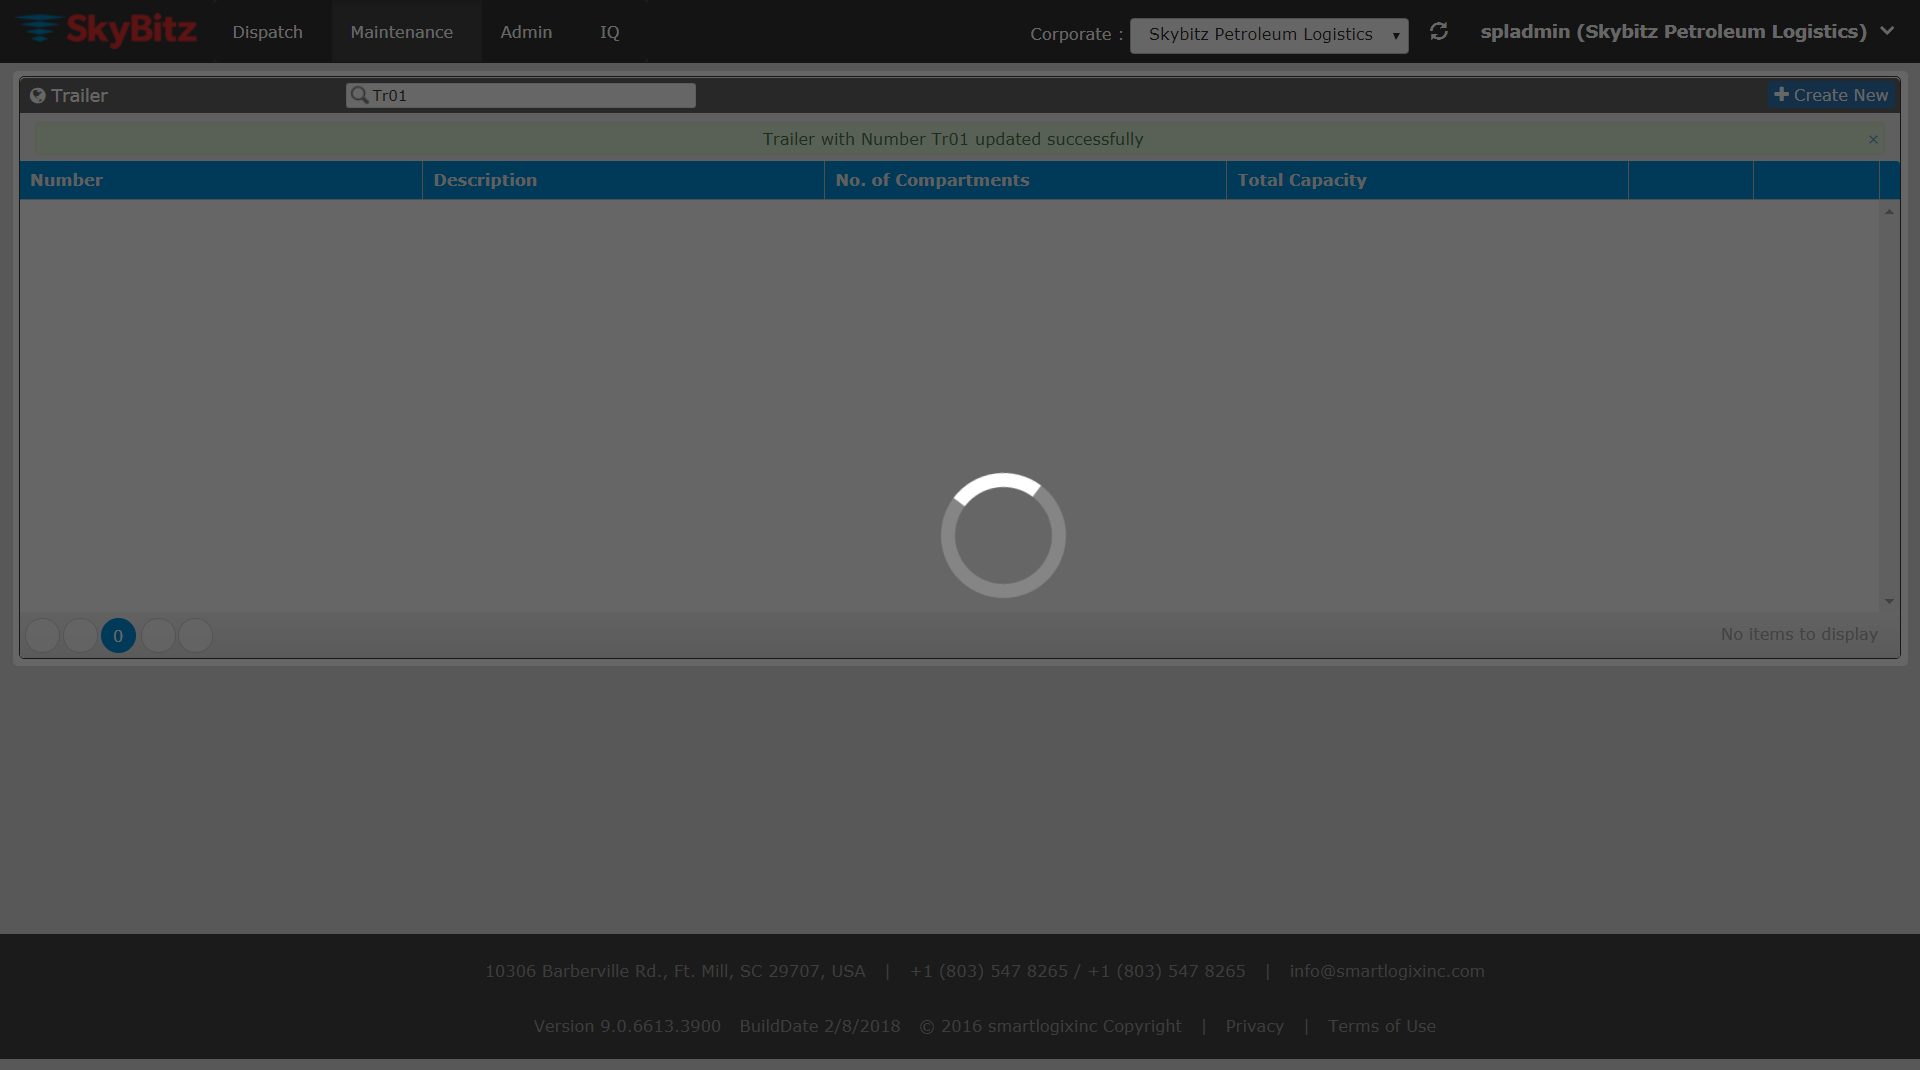 SkyBitz Dispatch Maintenance Admin IQ Corporate : Skybitz Petroleum Logistics spladmin (Skybitz Petroleum Logistics)
Trailer Tr01 Create New
Trailer with Number Tr01 updated successfully ×
Number Description No. of Compartments Total Capacity
0 No items to display
10306 Barberville Rd., Ft. Mill, SC 29707, USA | +1 (803) 547 8265 / +1 (803) 547 8265 | info@smartlogixinc.com
Version 9.0.6613.3900 BuildDate 2/8/2018 © 2016 smartlogixinc Copyright | Privacy | Terms of Use